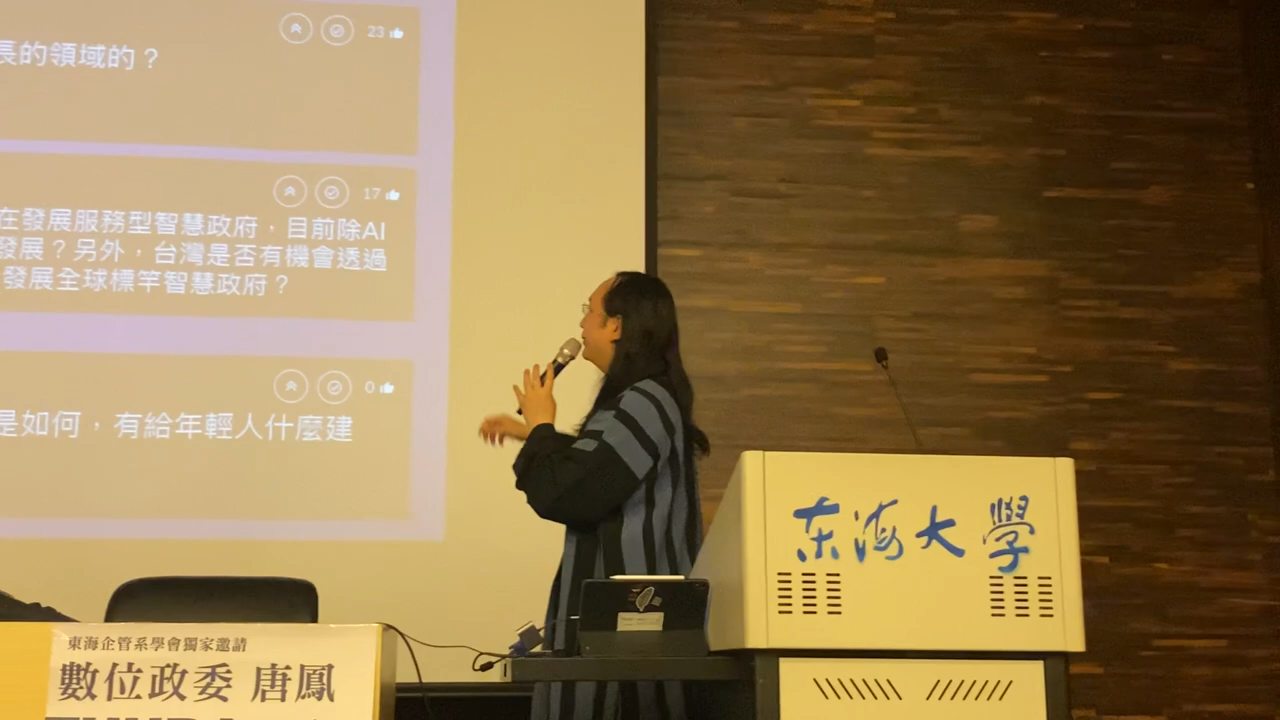 23
長的領域的？
17
在發展服務型智慧政府，目前除AI
發展？另外，台灣是否有機會透過
發展全球標竿智慧政府？
0
是如何，有給年輕人什麼建
东海大學
東海企管系學會獨家邀請
數位政委 唐鳳